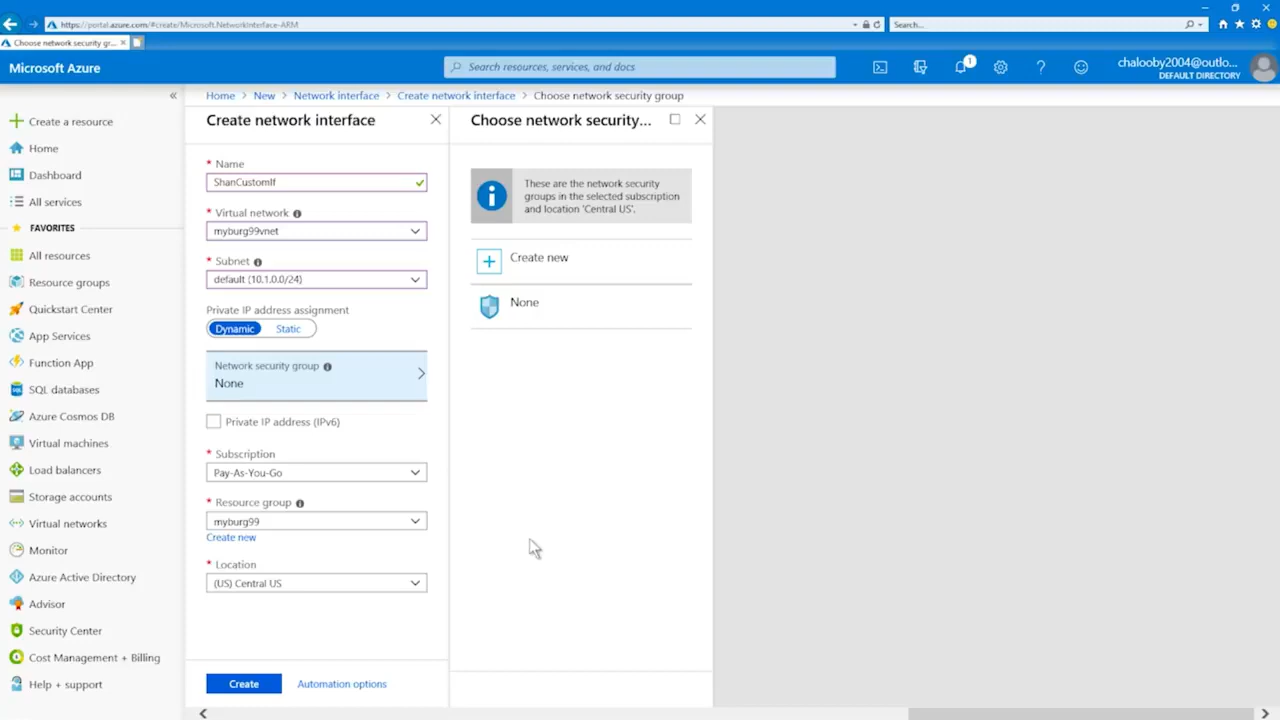 https://portal.azure.com/#create/Microsoft.NetworkInterface-ARM
Search...
Choose network security gr...
Microsoft Azure
Search resources, services, and docs
1
chalooby2004@outlo...
DEFAULT DIRECTORY
Home > New > Network interface > Create network interface > Choose network security group
Create a resource
Home
Dashboard
All services
FAVORITES
All resources
Resource groups
Quickstart Center
App Services
Function App
SQL databases
Azure Cosmos DB
Virtual machines
Load balancers
Storage accounts
Virtual networks
Monitor
Azure Active Directory
Advisor
Security Center
Cost Management + Billing
Help + support
Create network interface
* Name
ShanCustomIf
* Virtual network
myburg99vnet
* Subnet
default (10.1.0.0/24)
Private IP address assignment
Dynamic Static
Network security group
None
Private IP address (IPv6)
* Subscription
Pay-As-You-Go
* Resource group
myburg99
Create new
* Location
(US) Central US
Create Automation options
Choose network security...
These are the network security
groups in the selected subscription
and location 'Central US'.
Create new
None